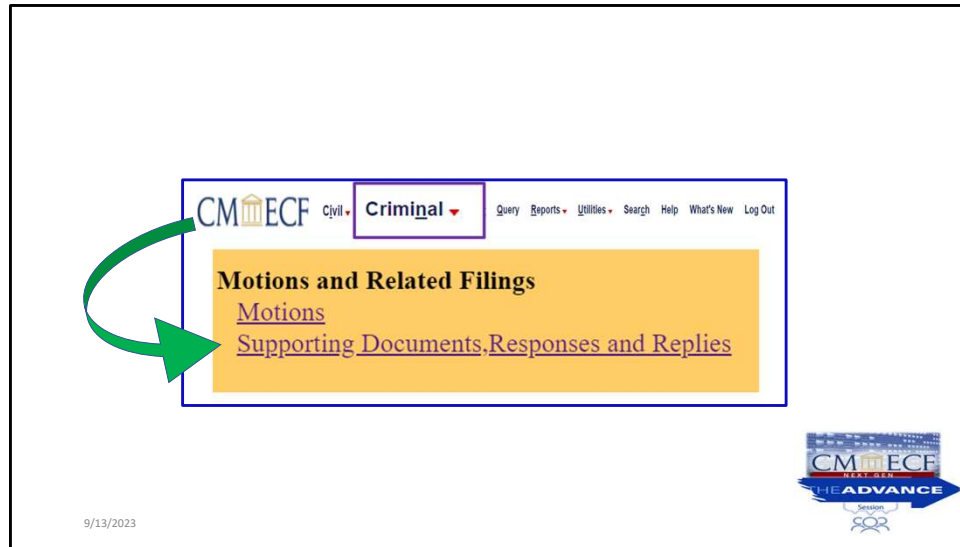 CM ECF Civil Criminal Query Reports Utilities Search Help What's New Log Out
Motions and Related Filings
Motions
Supporting Documents,Responses and Replies
CM ECF
NEXT GEN
THE ADVANCE
Session
9/13/2023